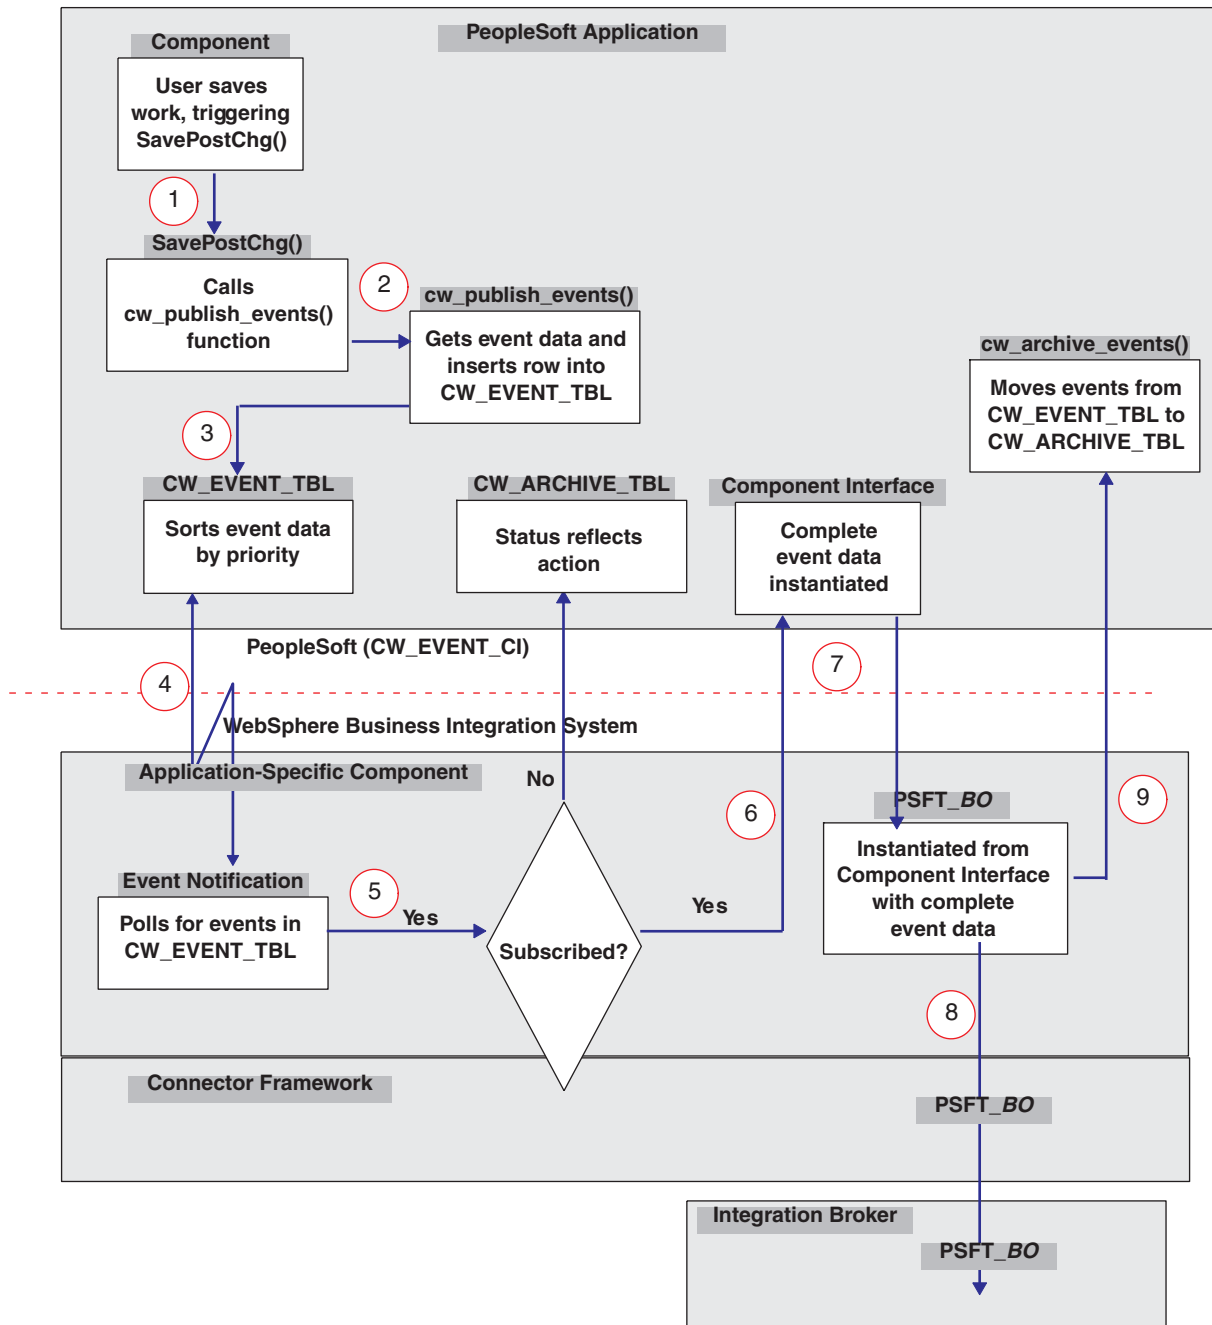 PeopleSoft Application
Component
User saves
work, triggering
SavePostChg()
1
SavePostChg()
Calls
cw_publish_events()
function
2
cw_publish_events()
Gets event data and
inserts row into
CW_EVENT_TBL
cw_archive_events()
Moves events from
CW_EVENT_TBL to
CW_ARCHIVE_TBL
3
CW_EVENT_TBL
Sorts event data
by priority
CW_ARCHIVE_TBL
Status reflects
action
Component Interface
Complete
event data
instantiated
PeopleSoft (CW_EVENT_CI)
4
7
WebSphere Business Integration System
Application-Specific Component
No
6
PSFT_BO
9
Instantiated from
Component Interface
with complete
event data
Event Notification
Polls for events in
CW_EVENT_TBL
5
Yes
Subscribed?
Yes
8
Connector Framework
PSFT_BO
Integration Broker
PSFT_BO